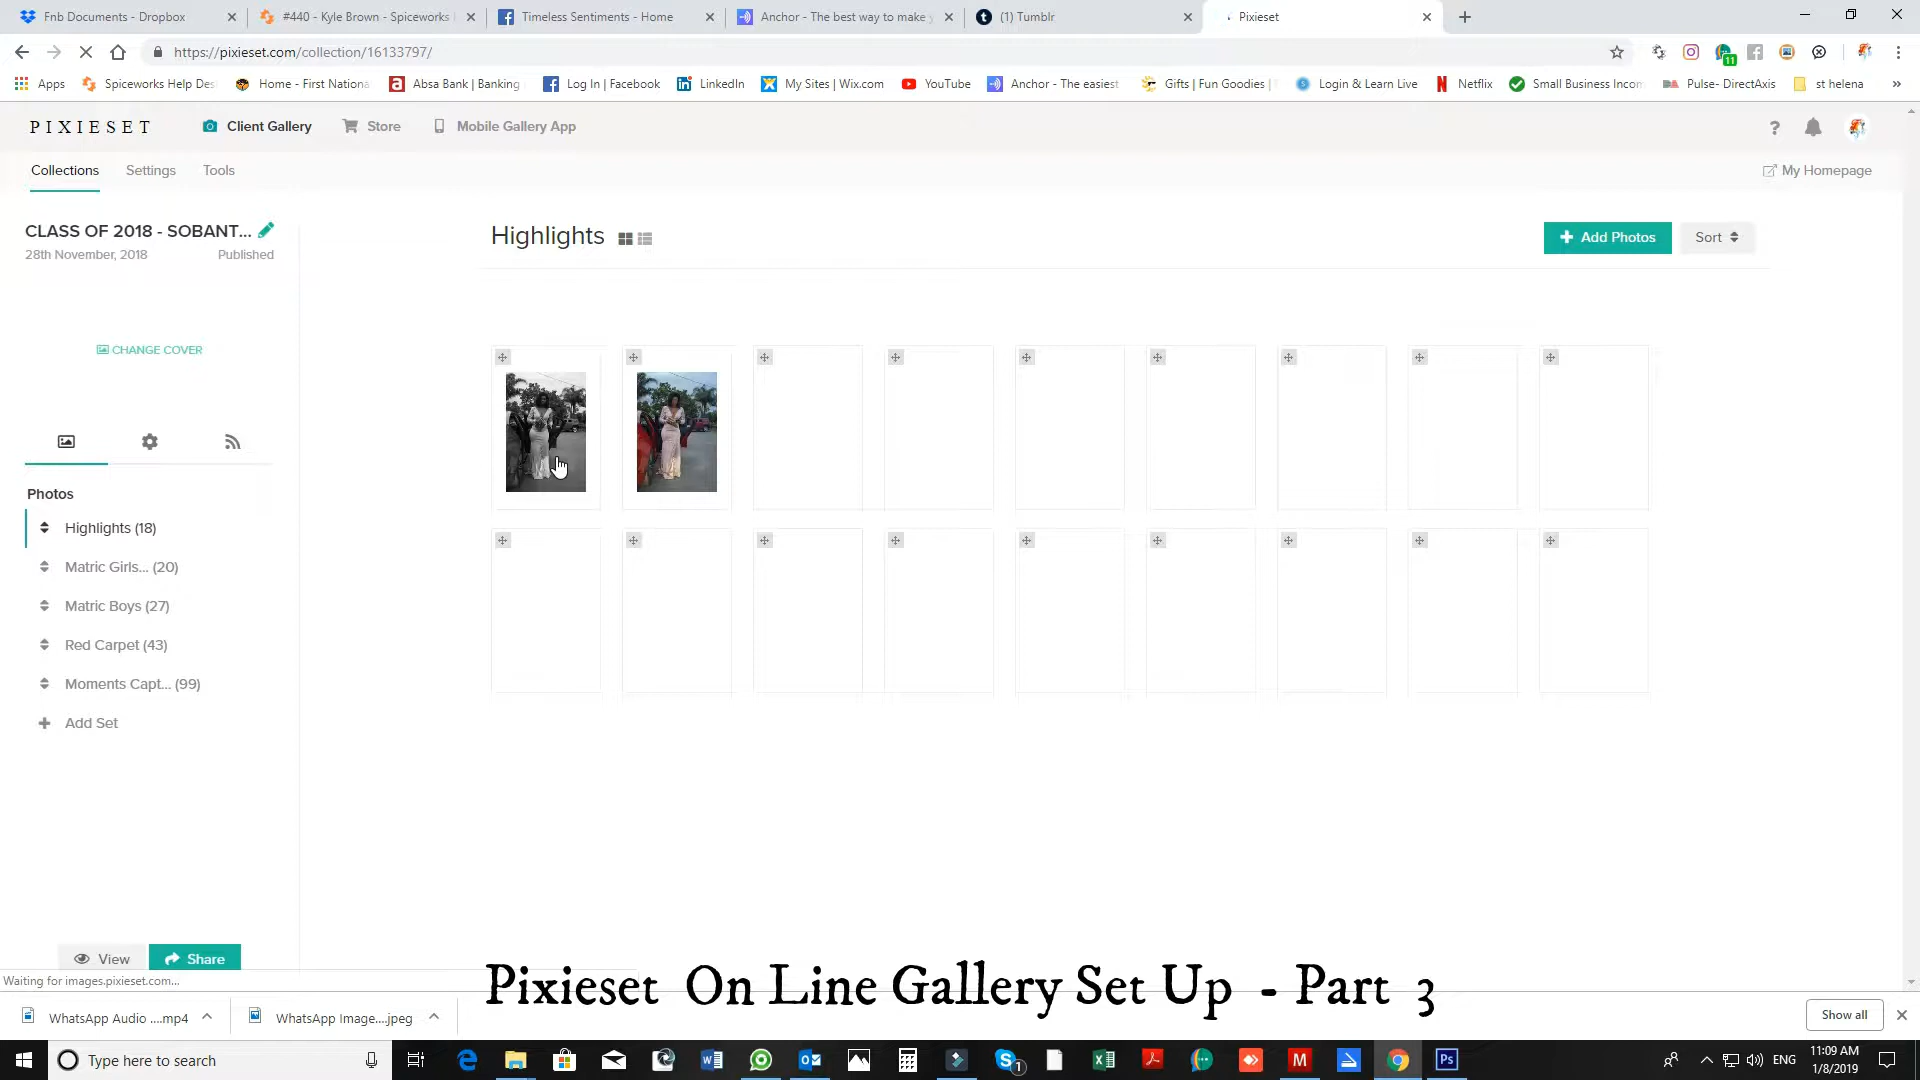 Fnb Documents - Dropbox
#440 - Kyle Brown - Spiceworks
Timeless Sentiments - Home
Anchor - The best way to make
(1) Tumblr
Pixieset
https://pixieset.com/collection/16133797/
11
Apps
Spiceworks Help Des
Home - First Nationa
Absa Bank | Banking
Log In | Facebook
LinkedIn
My Sites | Wix.com
YouTube
Anchor - The easiest
Gifts | Fun Goodies |
Login & Learn Live
Netflix
Small Business Incom
Pulse- DirectAxis
st helena
»
PIXIESET
Client Gallery
Store
Mobile Gallery App
?
Collections
Settings
Tools
My Homepage
CLASS OF 2018 - SOBANT...
28th November, 2018
Published
Highlights
Add Photos
Sort
CHANGE COVER
Photos
Highlights (18)
Matric Girls... (20)
Matric Boys (27)
Red Carpet (43)
Moments Capt... (99)
Add Set
View
Share
Waiting for images.pixieset.com...
Pixieset On Line Gallery Set Up - Part 3
WhatsApp Audio ....mp4
WhatsApp Image....jpeg
Show all
Type here to search
ENG
11:09 AM
1/8/2019